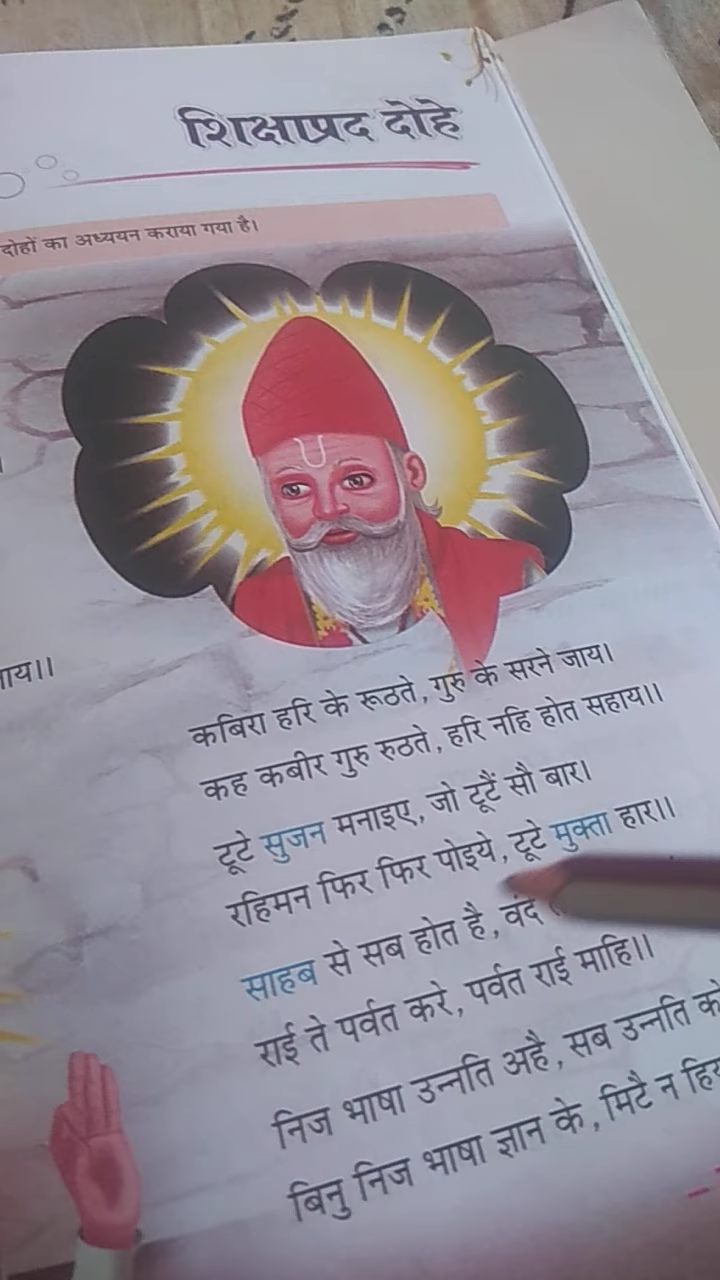 शिक्षाप्रद दोहे
दोहों का अध्ययन कराया गया है।
कबिरा हरि के रूठते, गुरु के सरने जाय।
कह कबीर गुरु रुठते, हरि नहि होत सहाय।।
टूटे सुजन मनाइए, जो टूटैं सौ बार।
रहिमन फिर फिर पोइये, टूटे मुक्ता हार।।
साहब से सब होत है, वंदे
राई ते पर्वत करे, पर्वत राई माहि।।
निज भाषा उन्नति अहै, सब उन्नति को
बिनु निज भाषा ज्ञान के, मिटै न